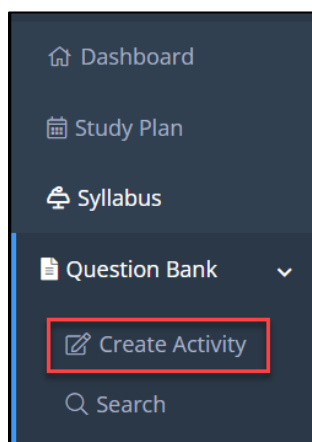 Dashboard
Study Plan
Syllabus
Question Bank
Create Activity
Search